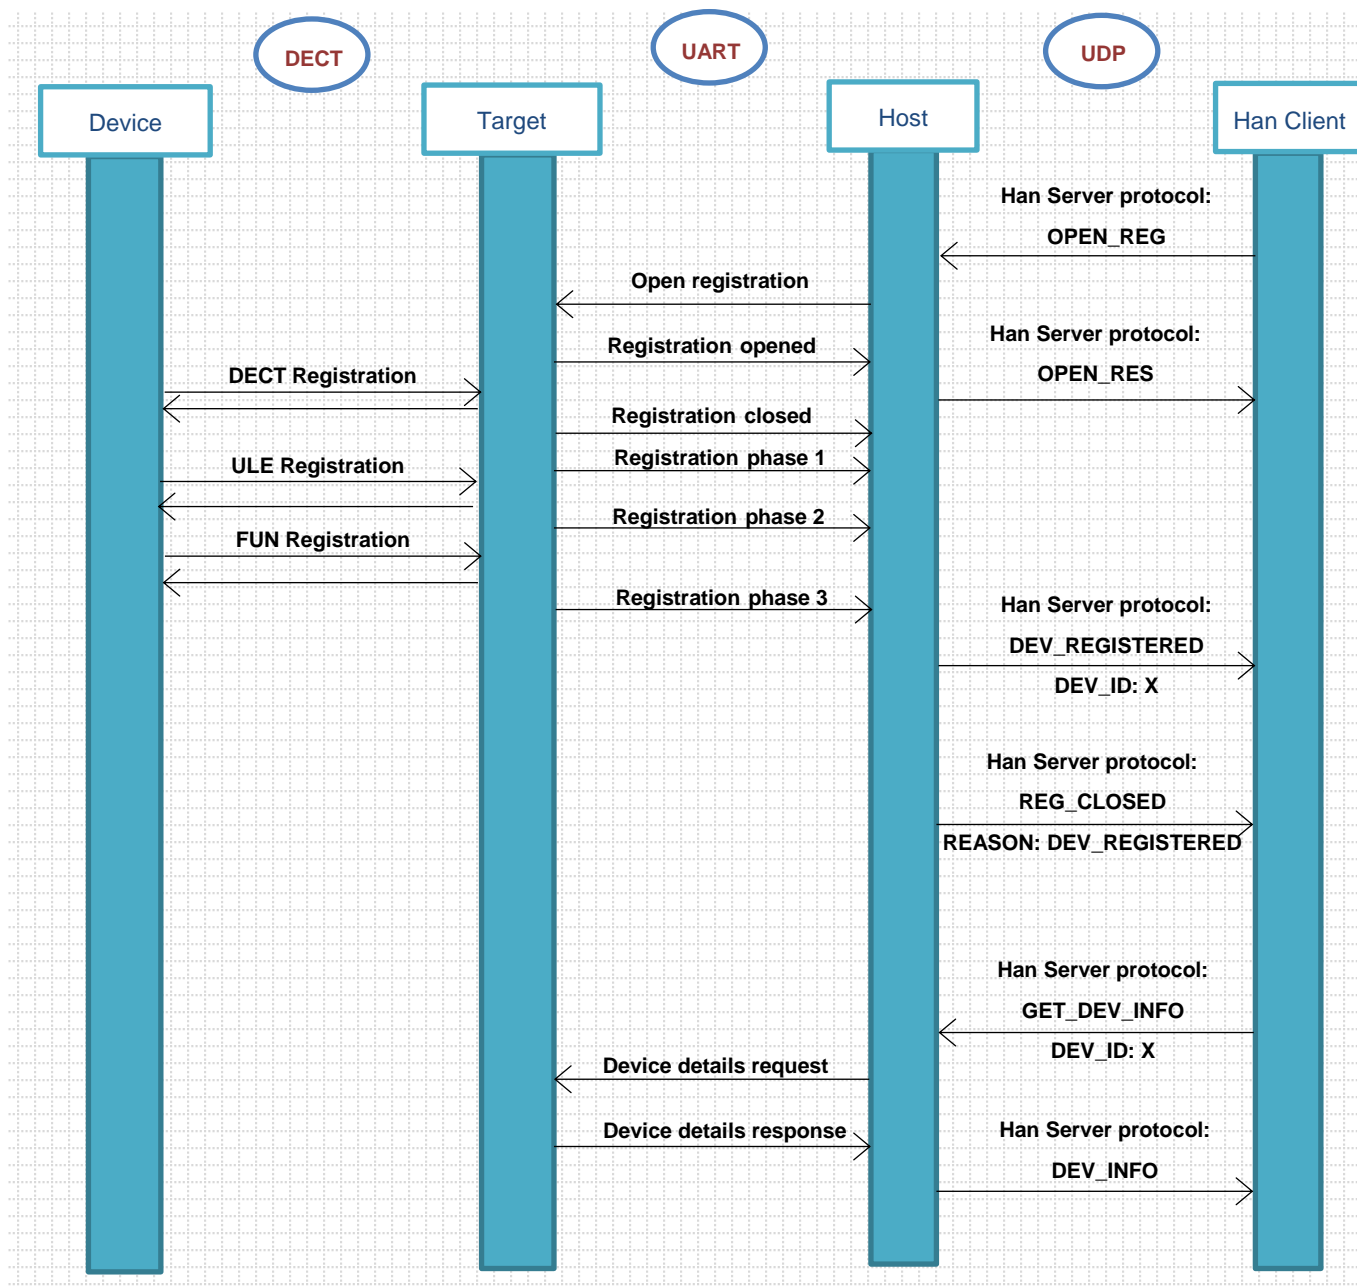 DECT
UART
UDP
Device
Target
Host
Han Client
Han Server protocol:
OPEN_REG
Open registration
Han Server protocol:
Registration opened
OPEN_RES
DECT Registration
Registration closed
Registration phase 1
ULE Registration
Registration phase 2
FUN Registration
Registration phase 3
Han Server protocol:
DEV_REGISTERED
DEV_ID: X
Han Server protocol:
REG_CLOSED
REASON: DEV_REGISTERED
Han Server protocol:
GET_DEV_INFO
DEV_ID: X
Device details request
Device details response
Han Server protocol:
DEV_INFO